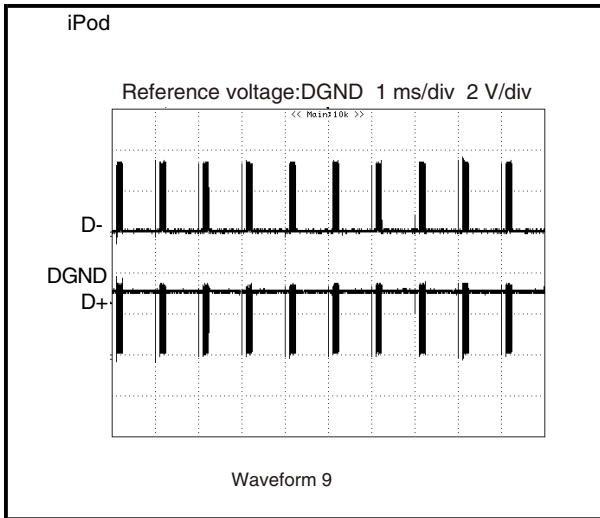 iPod
Reference voltage:DGND 1 ms/div 2 V/div
<< Main:10k >>
D-
DGND
D+
Waveform 9